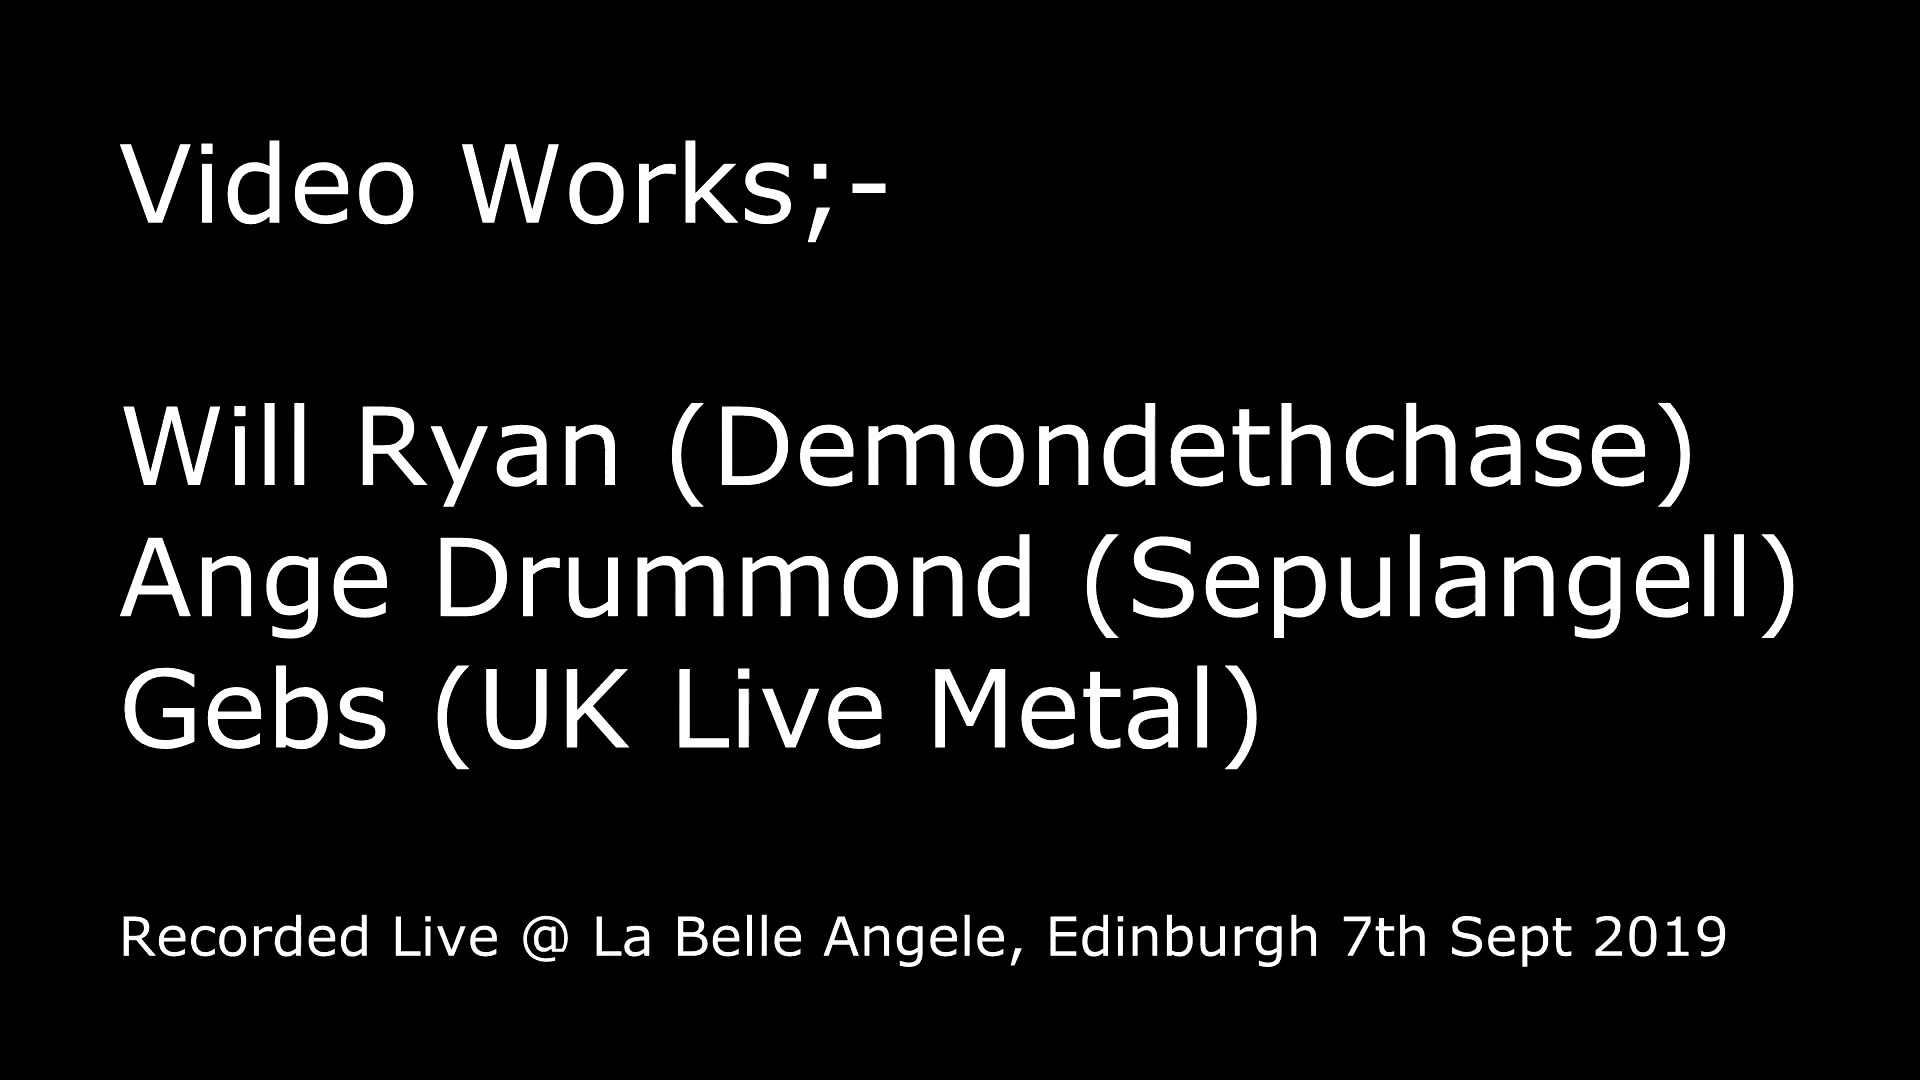 Video Works;-
Will Ryan (Demondethchase)
Ange Drummond (Sepulangell)
Gebs (UK Live Metal)
Recorded Live @ La Belle Angele, Edinburgh 7th Sept 2019